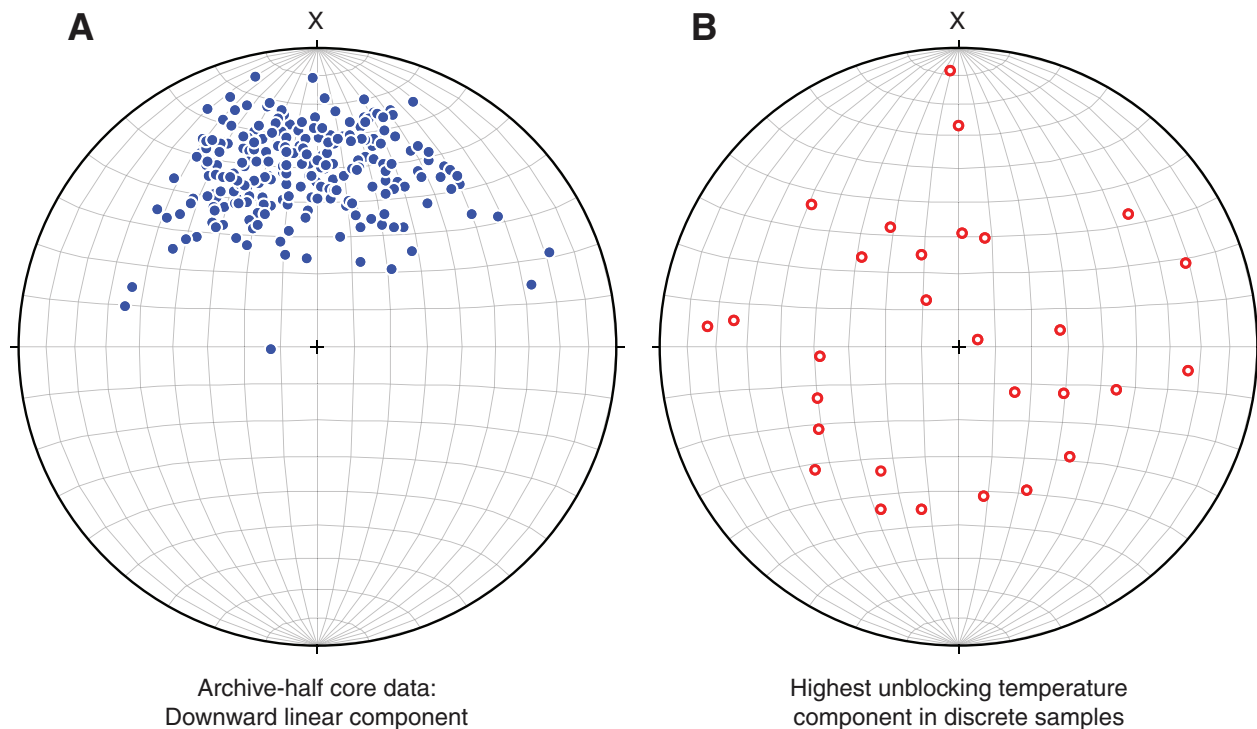 A
X
B
X
Archive-half core data:
Downward linear component
Highest unblocking temperature
component in discrete samples